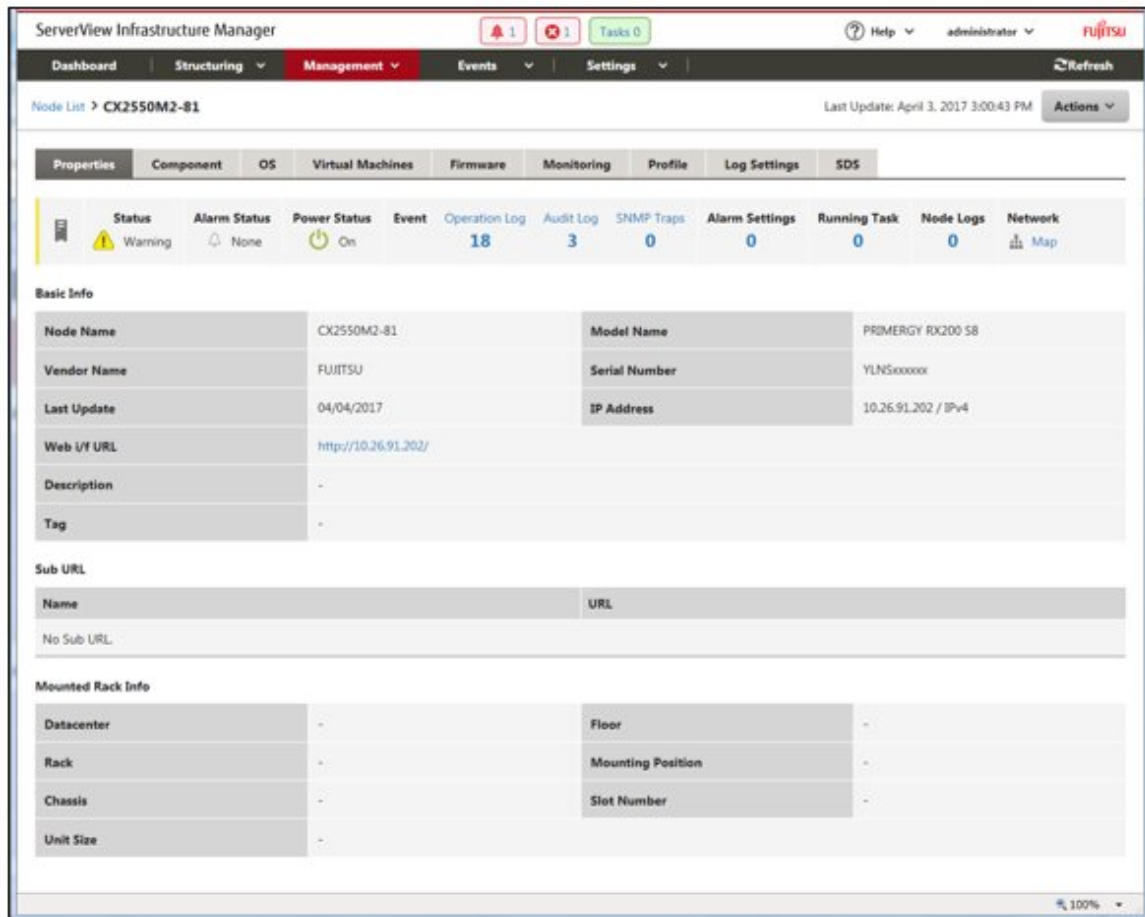 ServerView Infrastructure Manager 1 1 Tasks 0 Help administrator FUJITSU
Dashboard Structuring Management Events Settings Refresh
Node List > CX2550M2-81 Last Update: April 3, 2017 3:00:43 PM Actions
Properties Component OS Virtual Machines Firmware Monitoring Profile Log Settings SDS
Status Alarm Status Power Status Event Operation Log Audit Log SNMP Traps Alarm Settings Running Task Node Logs Network
Warning None On 18 3 0 0 0 0 Map
Basic Info
Node Name CX2550M2-81 Model Name PRIMERGY RX200 S8
Vendor Name FUJITSU Serial Number YLNSxxxxxx
Last Update 04/04/2017 IP Address 10.26.91.202 / IPv4
Web i/f URL http://10.26.91.202/
Description -
Tag -
Sub URL
Name URL
No Sub URL.
Mounted Rack Info
Datacenter - Floor -
Rack - Mounting Position -
Chassis - Slot Number -
Unit Size -
100%